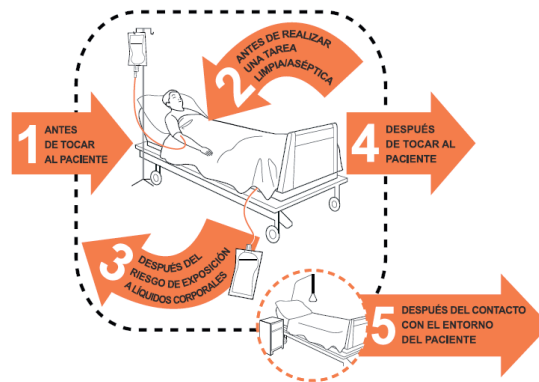 1
ANTES
DE TOCAR
AL PACIENTE
2
ANTES DE REALIZAR
UNA TAREA
LIMPIA/ASÉPTICA
3
DESPUÉS DEL
RIESGO DE EXPOSICIÓN
A LÍQUIDOS CORPORALES
4
DESPUÉS
DE TOCAR AL
PACIENTE
5
DESPUÉS DEL CONTACTO
CON EL ENTORNO
DEL PACIENTE